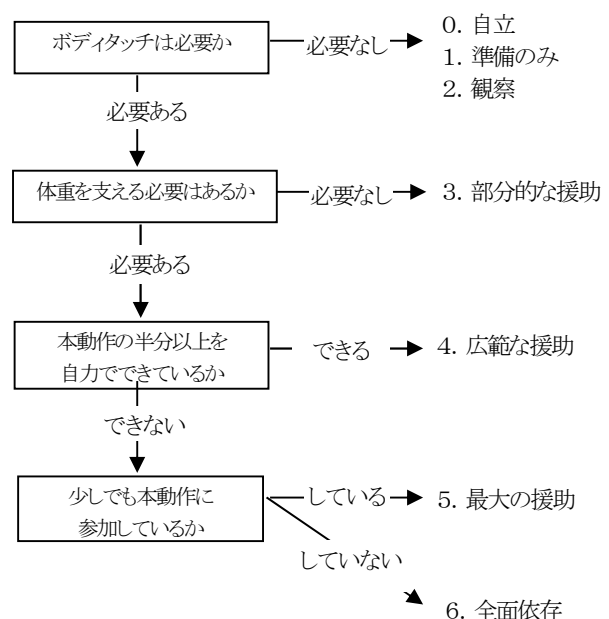 ボディタッチは必要か
必要なし
0. 自立
1. 準備のみ
2. 観察
必要ある
体重を支える必要はあるか
必要なし
3. 部分的な援助
必要ある
本動作の半分以上を
自力でできているか
できる
4. 広範な援助
できない
少しでも本動作に
参加しているか
している
5. 最大の援助
していない
6. 全面依存